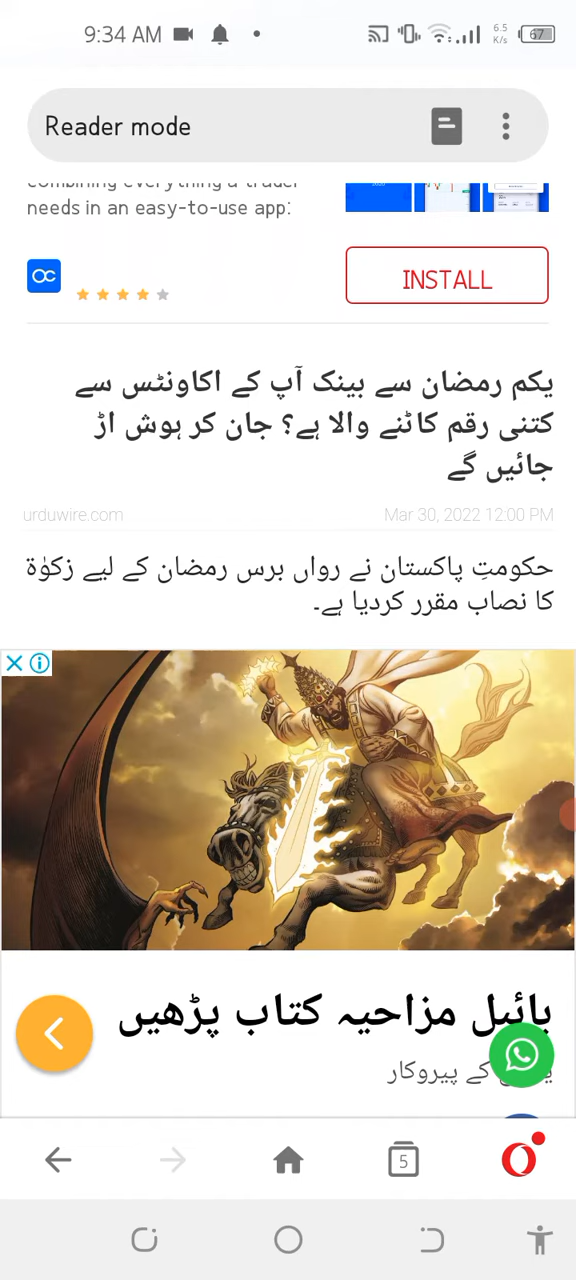 9:34 AM
6.5
K/s
67
Reader mode
combining everything a trader
needs in an easy-to-use app:
INSTALL
یکم رمضان سے بینک آپ کے اکاونٹس سے
کتنی رقم کاٹنے والا ہے؟ جان کر ہوش اڑ
جائیں گے
urduwire.com
Mar 30, 2022 12:00 PM
حکومتِ پاکستان نے رواں برس رمضان کے لیے زکوٰۃ
کا نصاب مقرر کردیا ہے۔
بائبل مزاحیہ کتاب پڑھیں
کے پیروکار
5